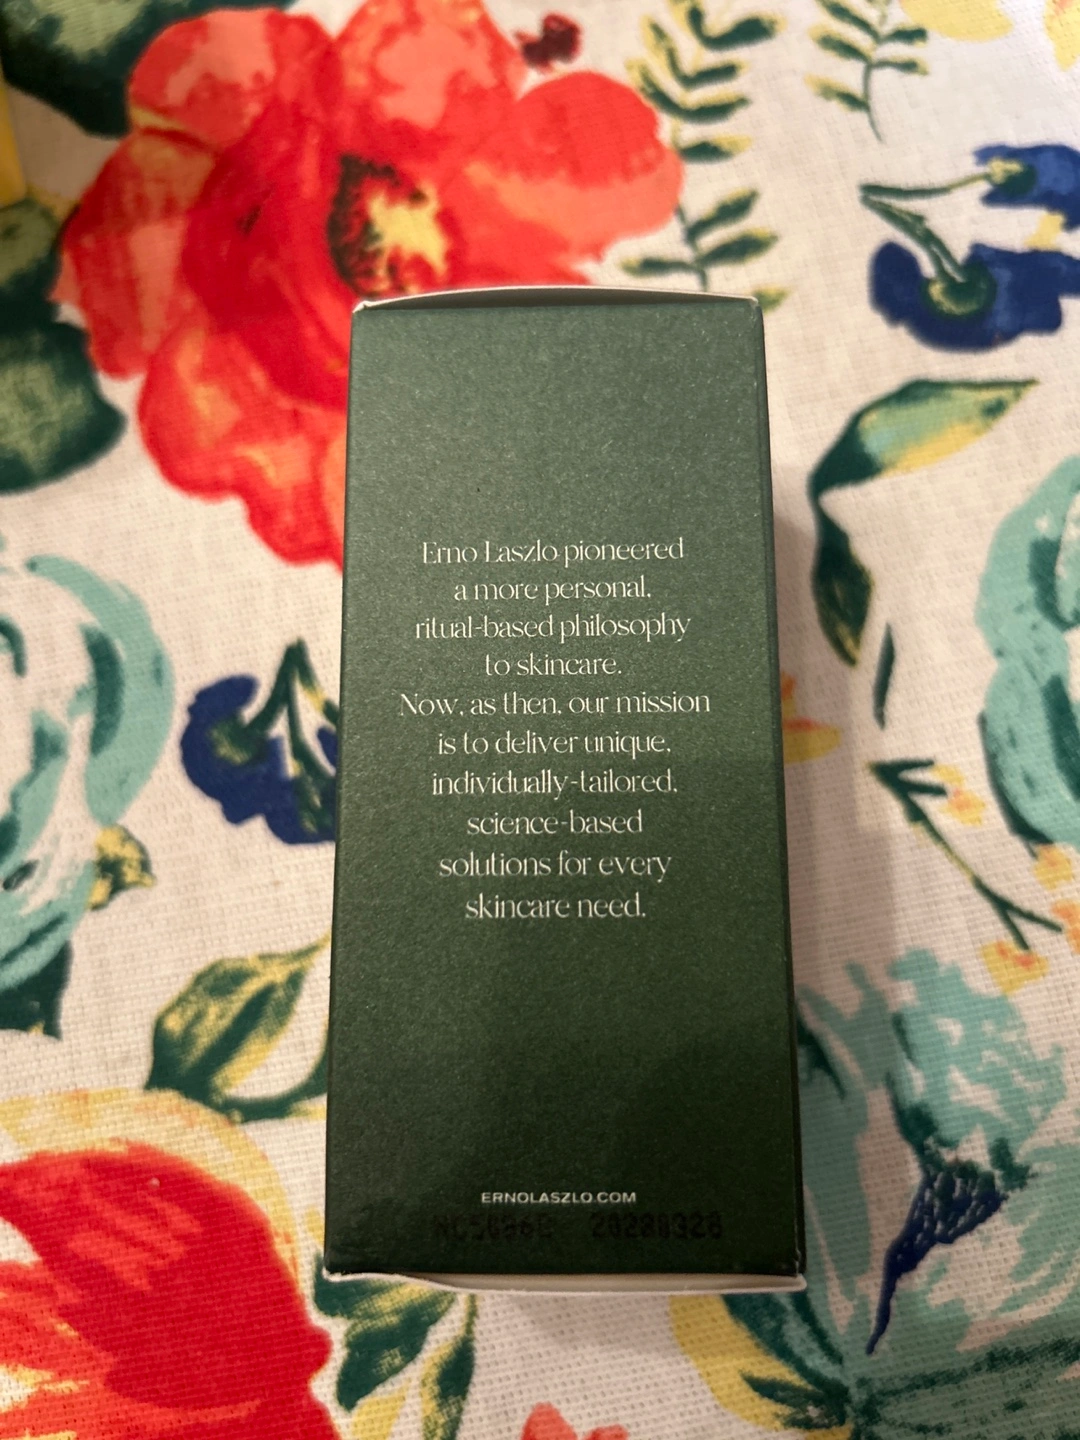 Erno Laszlo pioneered
a more personal,
ritual-based philosophy
to skincare.
Now, as then, our mission
is to deliver unique,
individually-tailored,
science-based
solutions for every
skincare need.
ERNOLASZLO.COM
20280328